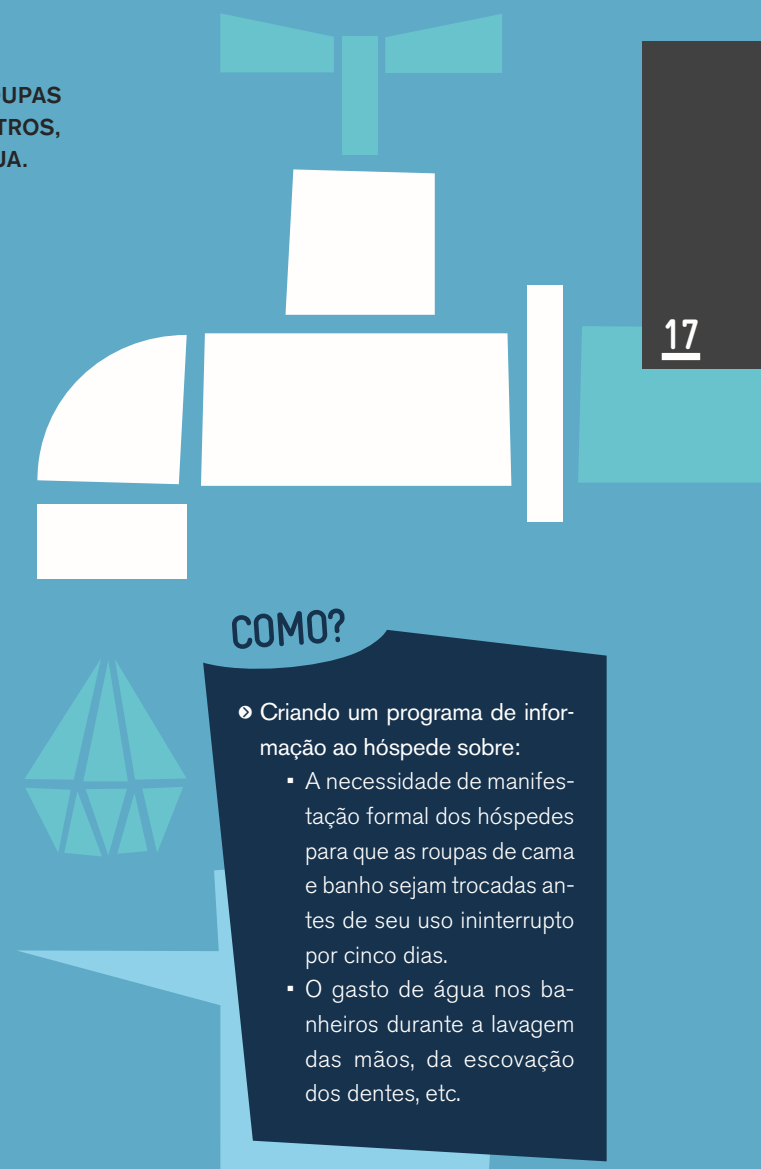 OUPAS
TROS,
UA.
17
COMO?
Criando um programa de infor-
mação ao hóspede sobre:
▪ A necessidade de manifes-
tação formal dos hóspedes
para que as roupas de cama
e banho sejam trocadas an-
tes de seu uso ininterrupto
por cinco dias.
▪ O gasto de água nos ba-
nheiros durante a lavagem
das mãos, da escovação
dos dentes, etc.